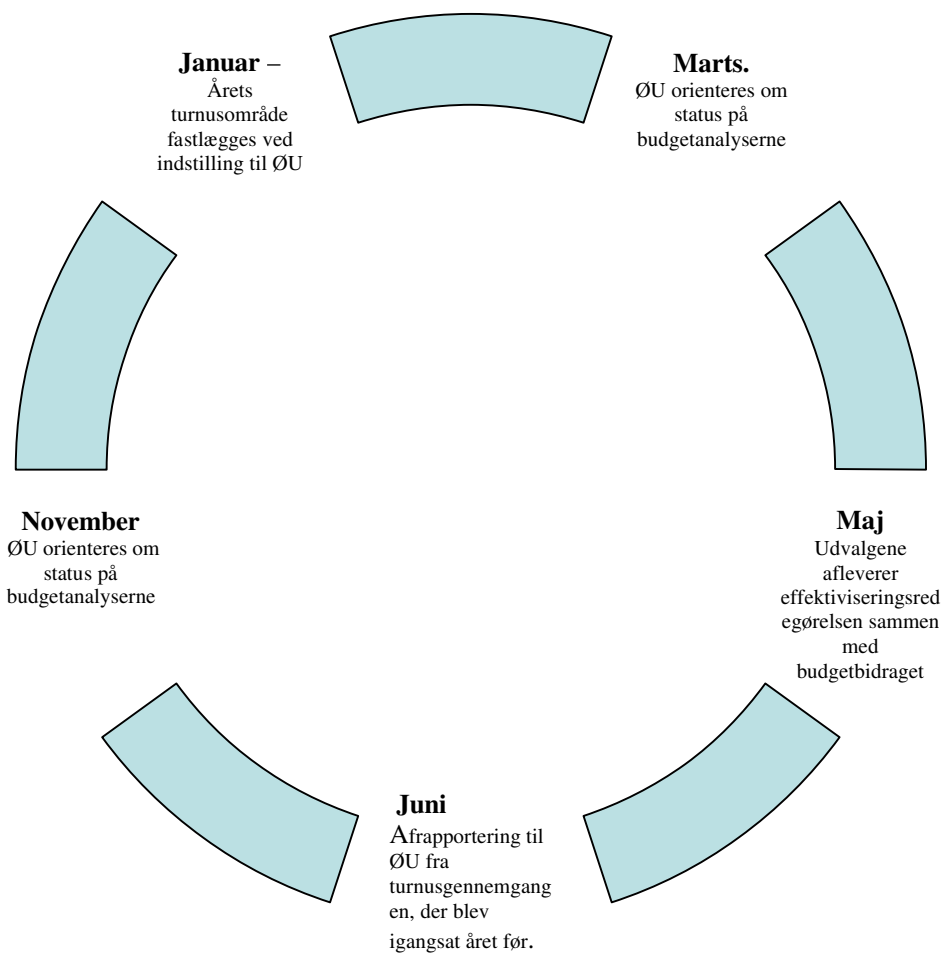 Januar –
Årets
turnusområde
fastlægges ved
indstilling til ØU
Marts.
ØU orienteres om
status på
budgetanalyserne
Maj
Udvalgene
afleverer
effektiviseringsred
egørelsen sammen
med
budgetbidraget
Juni
Afrapportering til
ØU fra
turnusgennemgang
en, der blev
igangsat året før.
November
ØU orienteres om
status på
budgetanalyserne